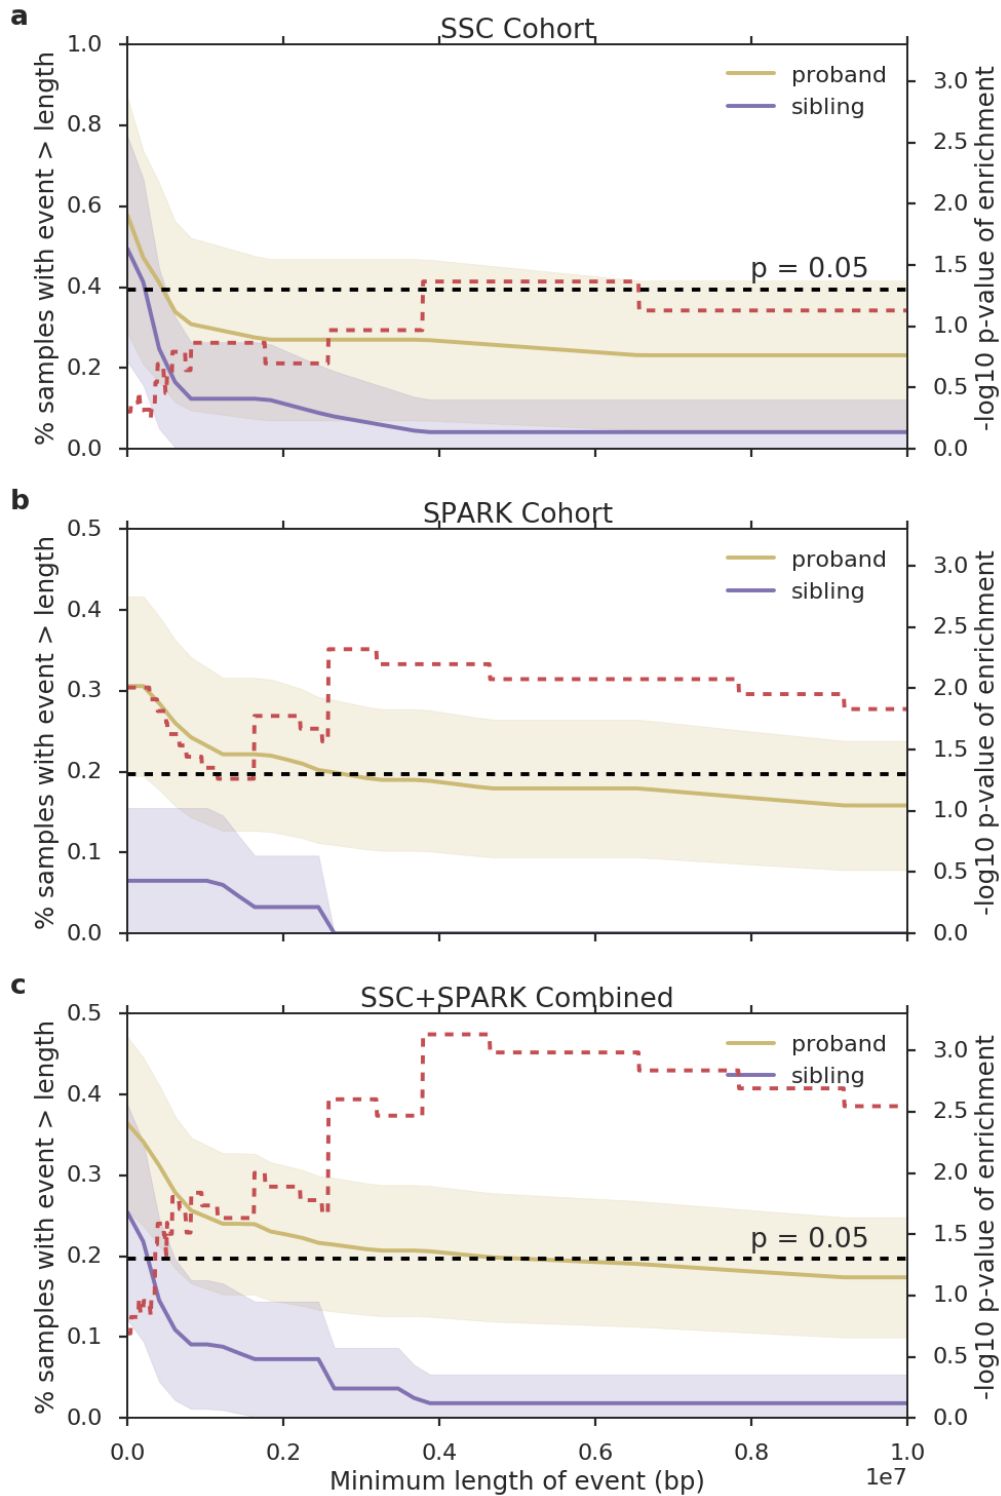 a
SSC Cohort
% samples with event > length
1.0
0.8
0.6
0.4
0.2
0.0
proband
sibling
p = 0.05
3.0
2.5
2.0
1.5
1.0
0.5
0.0
-log10 p-value of enrichment
b
SPARK Cohort
% samples with event > length
0.5
0.4
0.3
0.2
0.1
0.0
proband
sibling
3.0
2.5
2.0
1.5
1.0
0.5
0.0
-log10 p-value of enrichment
c
SSC+SPARK Combined
% samples with event > length
0.5
0.4
0.3
0.2
0.1
0.0
proband
sibling
p = 0.05
3.0
2.5
2.0
1.5
1.0
0.5
0.0
-log10 p-value of enrichment
0.0 0.2 0.4 0.6 0.8 1.0
Minimum length of event (bp)
1e7